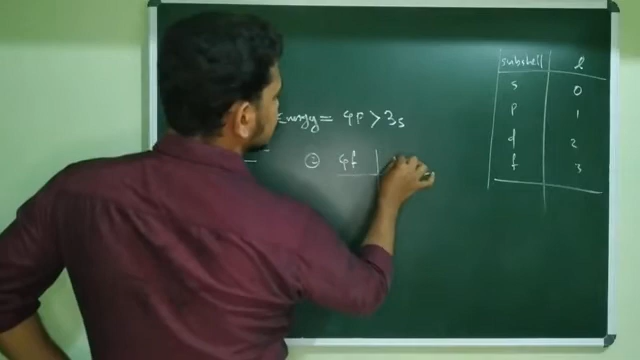 Energy = 4p > 3s
② 4f
subshell l
s 0
p 1
d 2
f 3